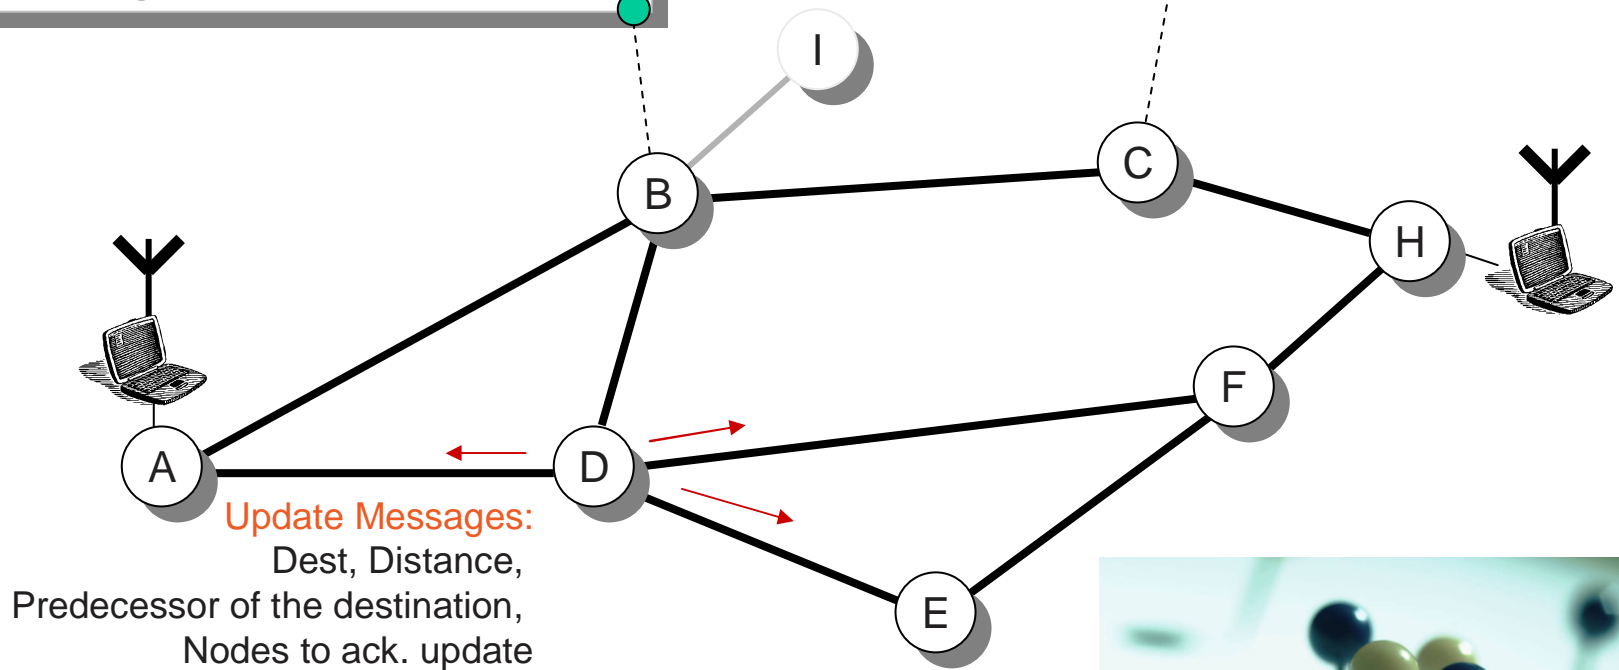 I
C
B
H
F
A
D
Update Messages:
Dest, Distance,
Predecessor of the destination,
Nodes to ack. update
E